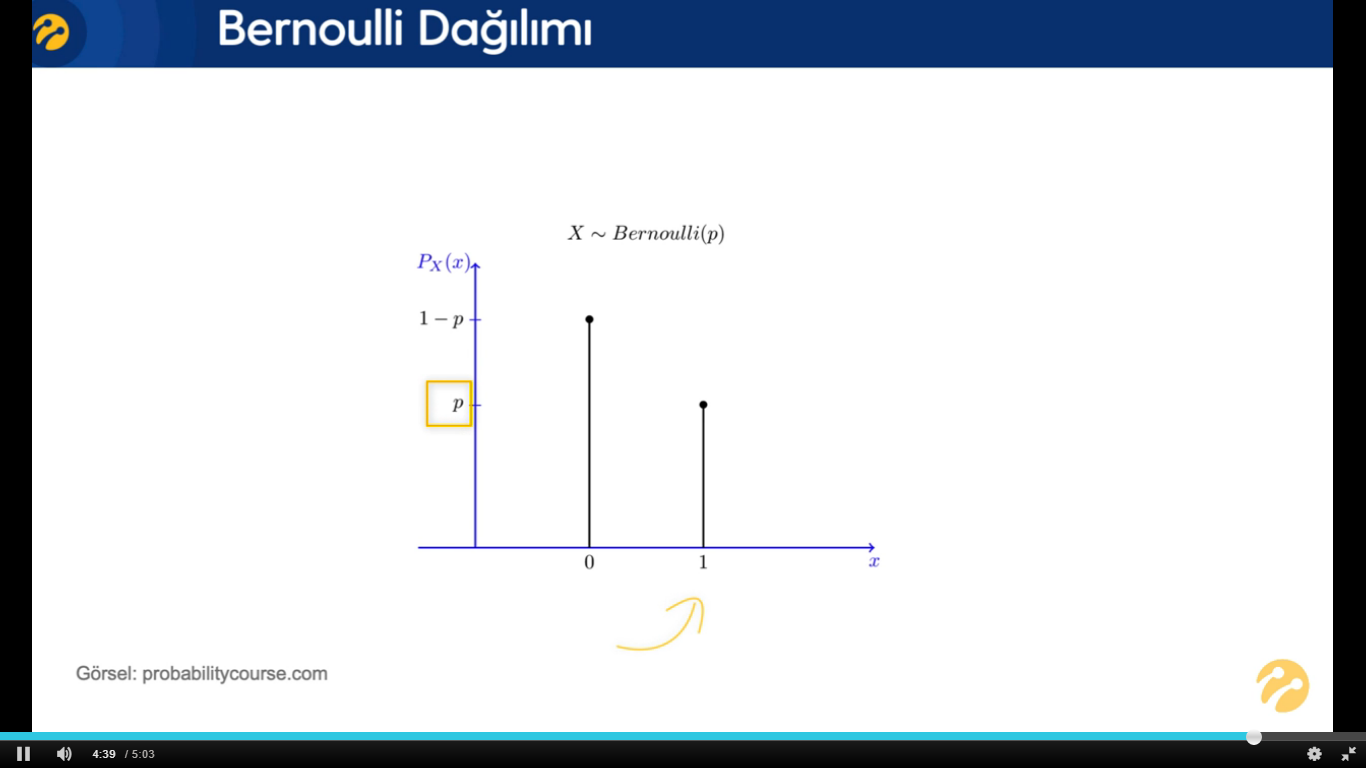 Bernoulli Dağılımı
X ∼ Bernoulli(p)
P_X(x)
1 − p
p
0 1
x
Görsel: probabilitycourse.com
4:39 / 5:03